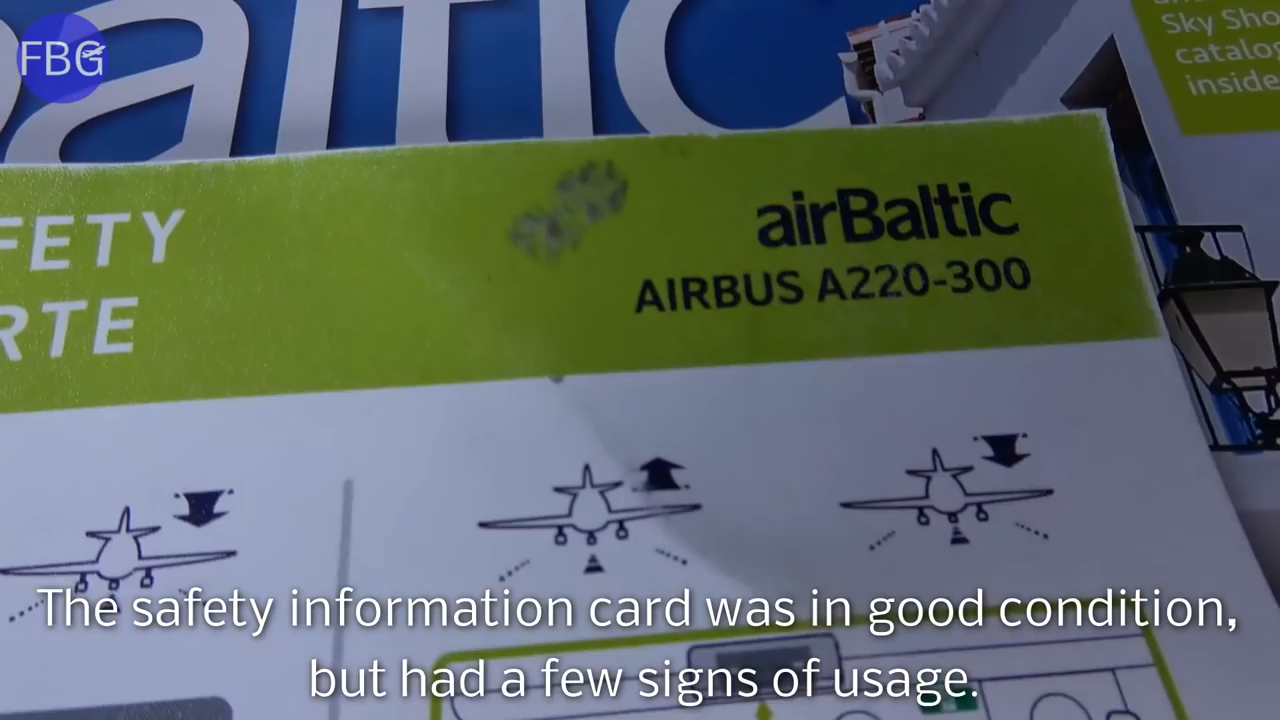 FBG
altic
Sky Sho
catalog
inside
FETY
RTE
airBaltic
AIRBUS A220-300
The safety information card was in good condition,
but had a few signs of usage.